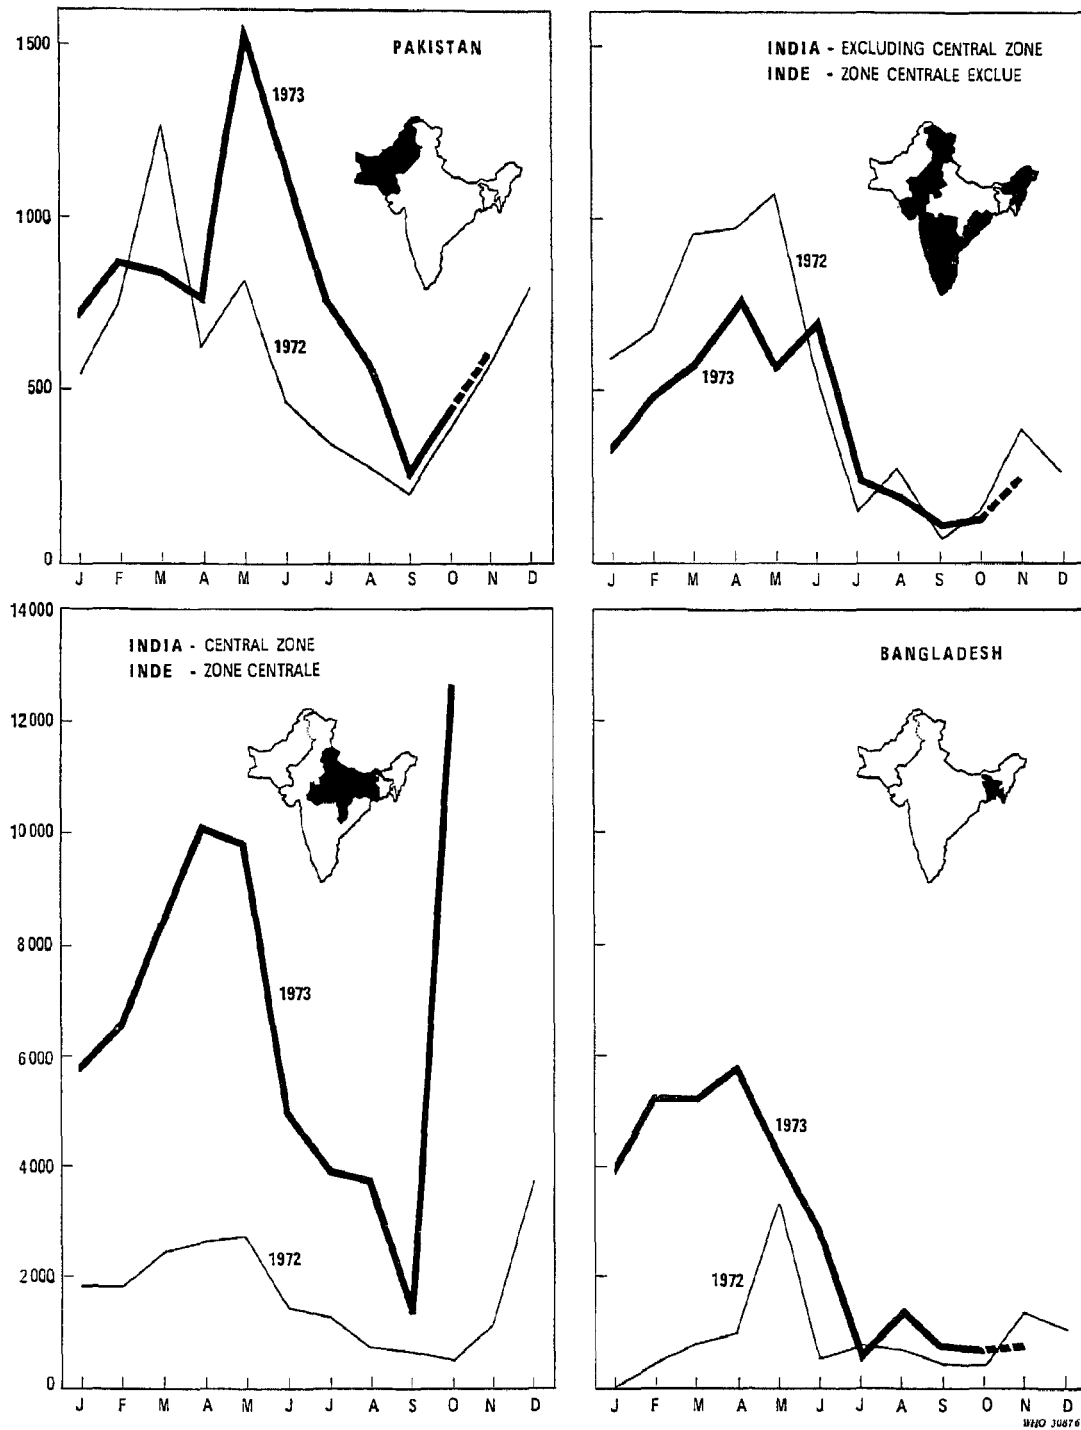 PAKISTAN
1500
1000
500
0
1973
1972
J F M A M J J A S O N D
INDIA - EXCLUDING CENTRAL ZONE
INDE - ZONE CENTRALE EXCLUE
1972
1973
J F M A M J J A S O N D
14000
12000
10000
8000
6000
4000
2000
0
INDIA - CENTRAL ZONE
INDE - ZONE CENTRALE
1973
1972
J F M A M J J A S O N D
BANGLADESH
1973
1972
J F M A M J J A S O N D
WHO 30876